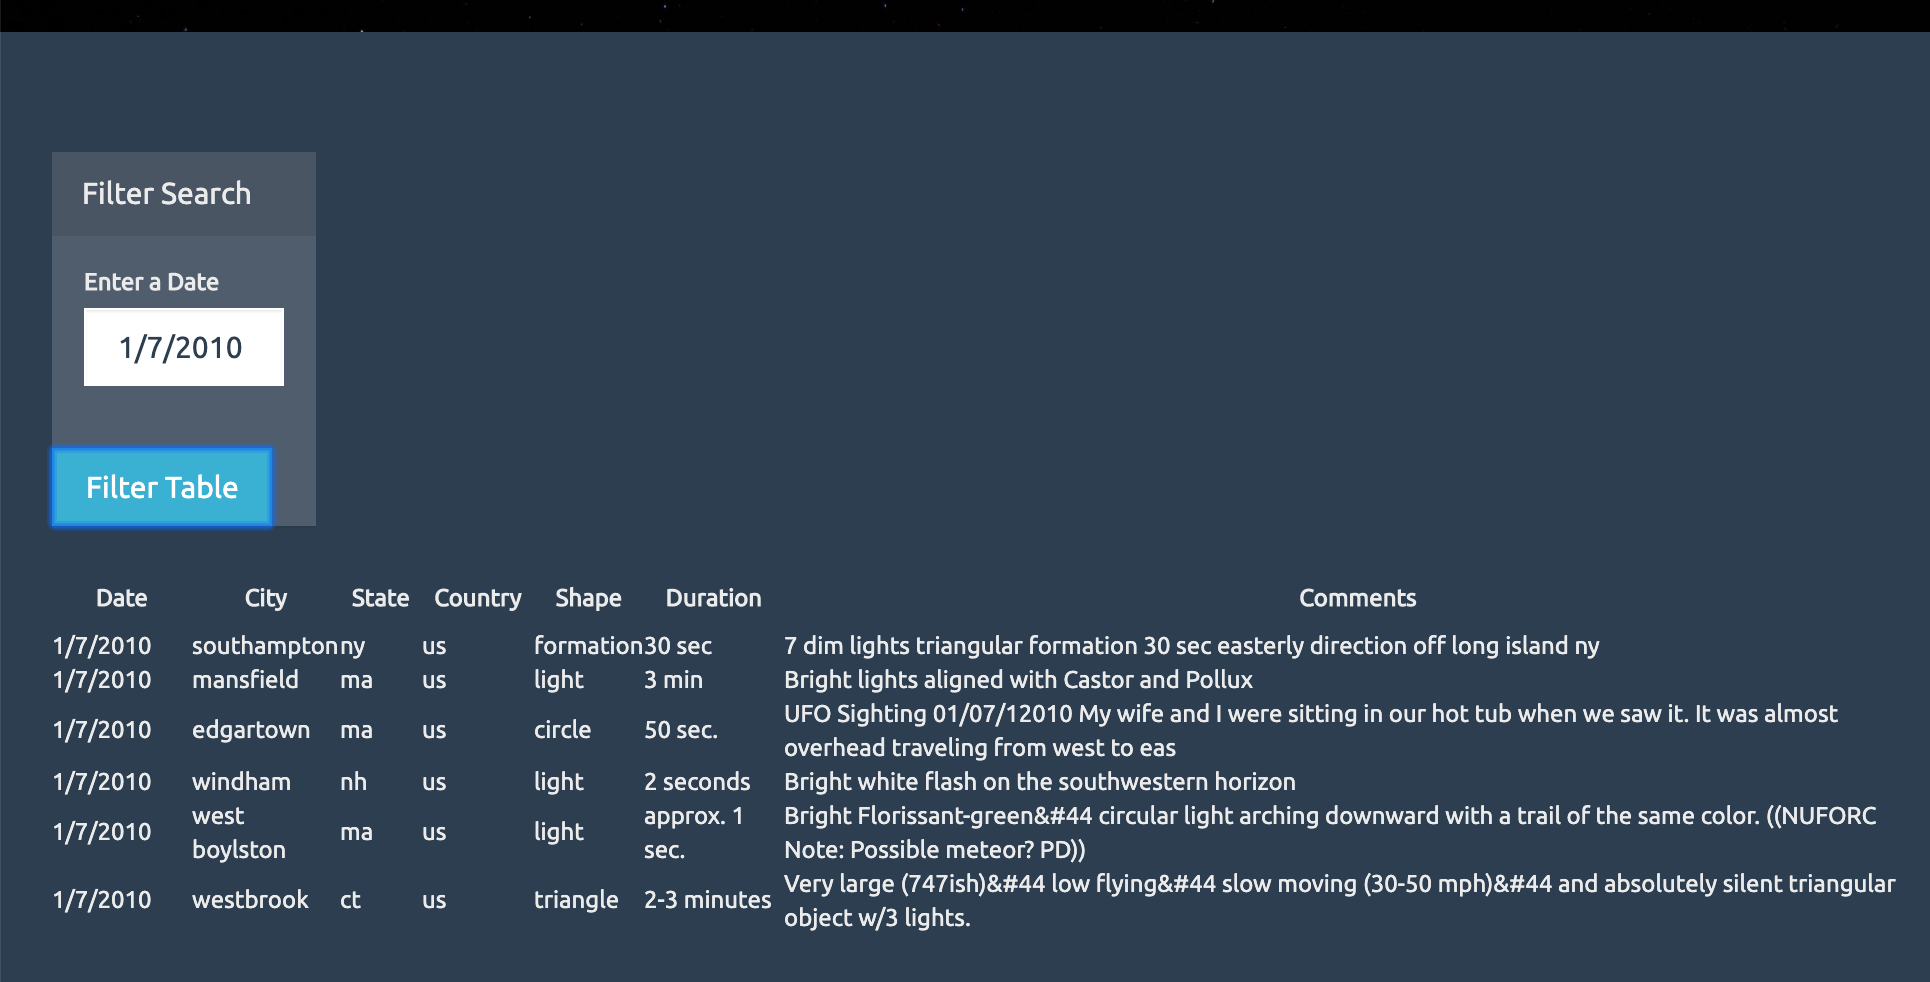 Filter Search
Enter a Date
1/7/2010
Filter Table
Date City State Country Shape Duration Comments
1/7/2010 southampton ny us formation 30 sec 7 dim lights triangular formation 30 sec easterly direction off long island ny
1/7/2010 mansfield ma us light 3 min Bright lights aligned with Castor and Pollux
1/7/2010 edgartown ma us circle 50 sec. UFO Sighting 01/07/12010 My wife and I were sitting in our hot tub when we saw it. It was almost
overhead traveling from west to eas
1/7/2010 windham nh us light 2 seconds Bright white flash on the southwestern horizon
1/7/2010 west
boylston ma us light approx. 1
sec. Bright Florissant-green&#44 circular light arching downward with a trail of the same color. ((NUFORC
Note: Possible meteor? PD))
1/7/2010 westbrook ct us triangle 2-3 minutes Very large (747ish)&#44 low flying&#44 slow moving (30-50 mph)&#44 and absolutely silent triangular
object w/3 lights.